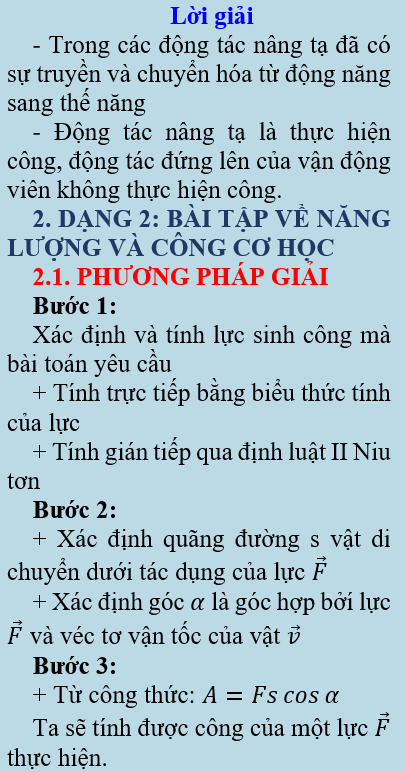 Lời giải
- Trong các động tác nâng tạ đã có
sự truyền và chuyển hóa từ động năng
sang thế năng
- Động tác nâng tạ là thực hiện
công, động tác đứng lên của vận động
viên không thực hiện công.
2. DẠNG 2: BÀI TẬP VỀ NĂNG
LƯỢNG VÀ CÔNG CƠ HỌC
2.1. PHƯƠNG PHÁP GIẢI
Bước 1:
Xác định và tính lực sinh công mà
bài toán yêu cầu
+ Tính trực tiếp bằng biểu thức tính
của lực
+ Tính gián tiếp qua định luật II Niu
tơn
Bước 2:
+ Xác định quãng đường s vật di
chuyển dưới tác dụng của lực \(\vec{F}\)
+ Xác định góc α là góc hợp bởí lực
\(\vec{F}\) và véc tơ vận tốc của vật \(\vec{v}\)
Bước 3:
+ Từ công thức: A = Fs cos α
Ta sẽ tính được công của một lực \(\vec{F}\)
thực hiện.